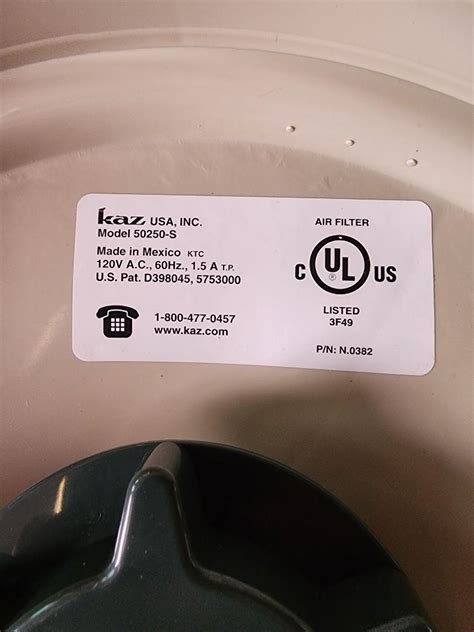 Kaz USA, INC.
Model 50250-S
Made in Mexico KTC
120V A.C., 60Hz., 1.5 A T.P.
U.S. Pat. D398045, 5753000
1-800-477-0457
www.kaz.com
AIR FILTER
C UL ® US
LISTED
3F49
P/N: N.0382